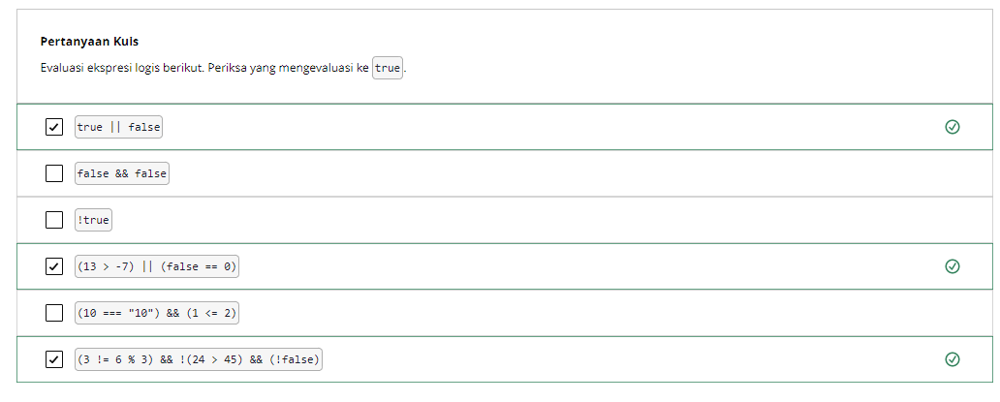 Pertanyaan Kuis
Evaluasi ekspresi logis berikut. Periksa yang mengevaluasi ke true.
true || false
false && false
!true
(13 > -7) || (false == 0)
(10 === "10") && (1 <= 2)
(3 != 6 % 3) && !(24 > 45) && (!false)